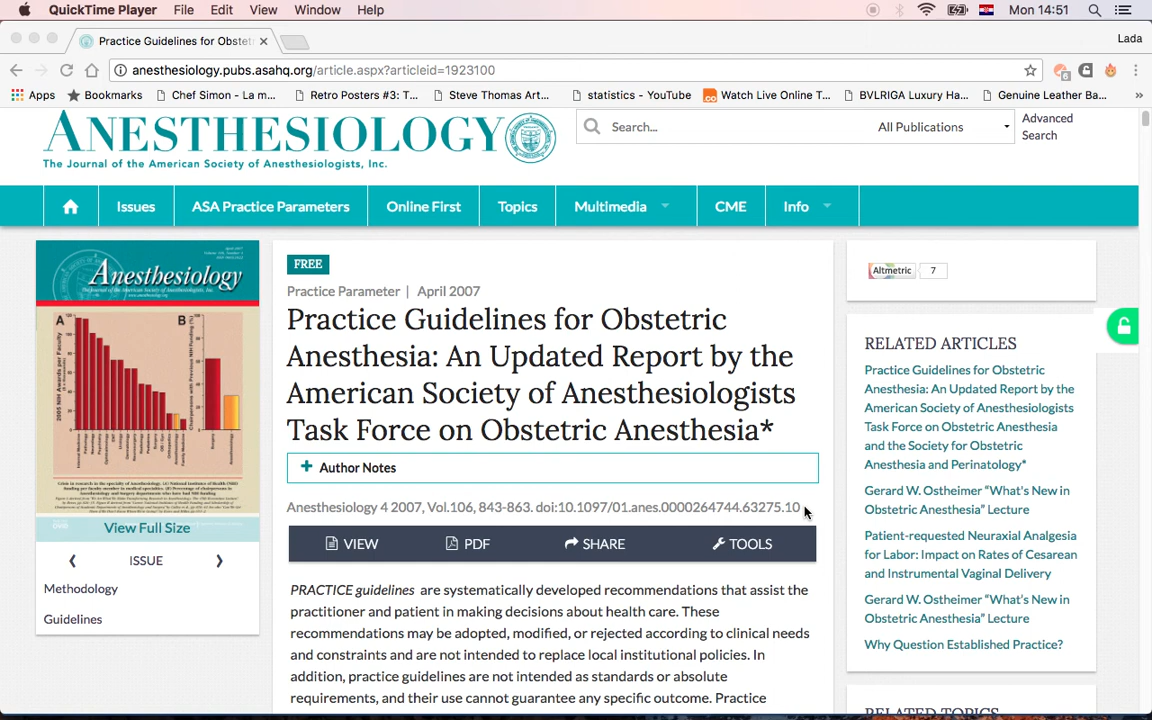 QuickTime Player File Edit View Window Help Mon 14:51
Practice Guidelines for Obstet
Lada
anesthesiology.pubs.asahq.org/article.aspx?articleid=1923100
6
Apps Bookmarks Chef Simon - La m... Retro Posters #3: T... Steve Thomas Art... statistics - YouTube Watch Live Online T... BVLRIGA Luxury Ha... Genuine Leather Ba... »
ANESTHESIOLOGY
The Journal of the American Society of Anesthesiologists, Inc.
Search... All Publications
Advanced
Search
Issues ASA Practice Parameters Online First Topics Multimedia CME Info
Anesthesiology
A B
View Full Size
ISSUE
Methodology
Guidelines
FREE
Practice Parameter | April 2007
Practice Guidelines for Obstetric
Anesthesia: An Updated Report by the
American Society of Anesthesiologists
Task Force on Obstetric Anesthesia*
+ Author Notes
Anesthesiology 4 2007, Vol.106, 843-863. doi:10.1097/01.anes.0000264744.63275.10
VIEW PDF SHARE TOOLS
PRACTICE guidelines are systematically developed recommendations that assist the
practitioner and patient in making decisions about health care. These
recommendations may be adopted, modified, or rejected according to clinical needs
and constraints and are not intended to replace local institutional policies. In
addition, practice guidelines are not intended as standards or absolute
requirements, and their use cannot guarantee any specific outcome. Practice
Altmetric 7
RELATED ARTICLES
Practice Guidelines for Obstetric
Anesthesia: An Updated Report by the
American Society of Anesthesiologists
Task Force on Obstetric Anesthesia
and the Society for Obstetric
Anesthesia and Perinatology*
Gerard W. Ostheimer “What's New in
Obstetric Anesthesia” Lecture
Patient-requested Neuraxial Analgesia
for Labor: Impact on Rates of Cesarean
and Instrumental Vaginal Delivery
Gerard W. Ostheimer “What's New in
Obstetric Anesthesia” Lecture
Why Question Established Practice?
RELATED TOPICS